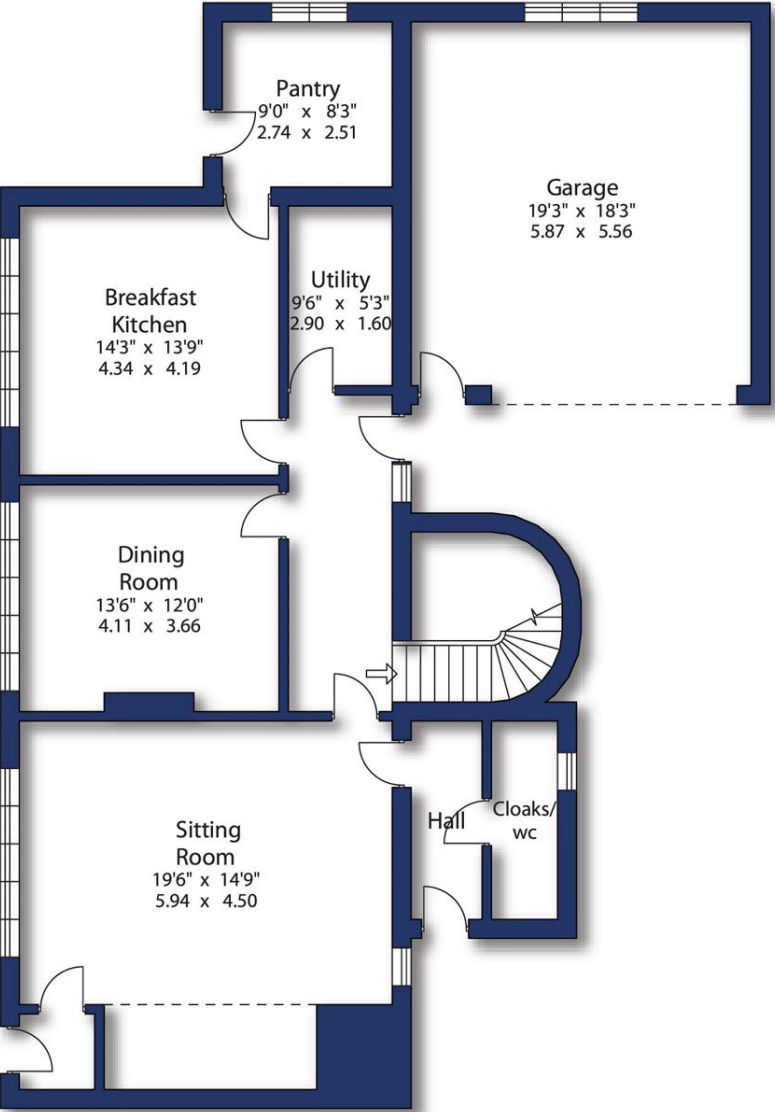 Pantry
9'0" x 8'3"
2.74 x 2.51
Garage
19'3" x 18'3"
5.87 x 5.56
Utility
9'6" x 5'3"
2.90 x 1.60
Breakfast
Kitchen
14'3" x 13'9"
4.34 x 4.19
Dining
Room
13'6" x 12'0"
4.11 x 3.66
Sitting
Room
19'6" x 14'9"
5.94 x 4.50
Hall
Cloaks/
wc